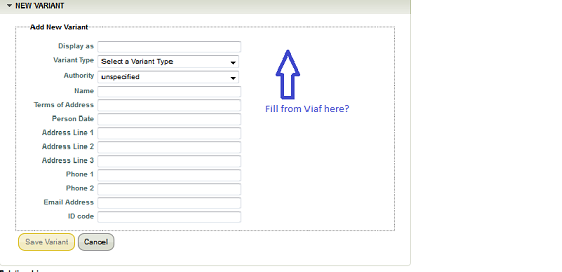 NEW VARIANT
Add New Variant
Display as
Variant Type Select a Variant Type
Authority unspecified
Name
Terms of Address
Person Date
Address Line 1
Address Line 2
Address Line 3
Phone 1
Phone 2
Email Address
ID code
Fill from Viaf here?
Save Variant Cancel